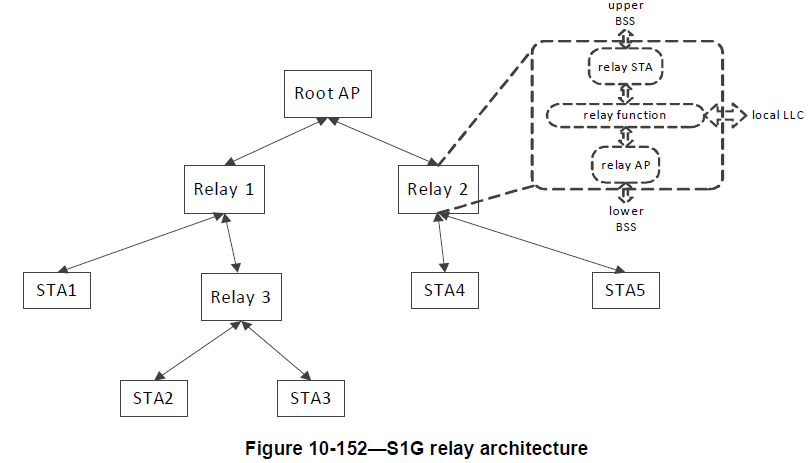 upper
BSS
relay STA
Root AP
relay function
local LLC
relay AP
Relay 1
Relay 2
lower
BSS
STA1
Relay 3
STA4
STA5
STA2
STA3
Figure 10-152—S1G relay architecture